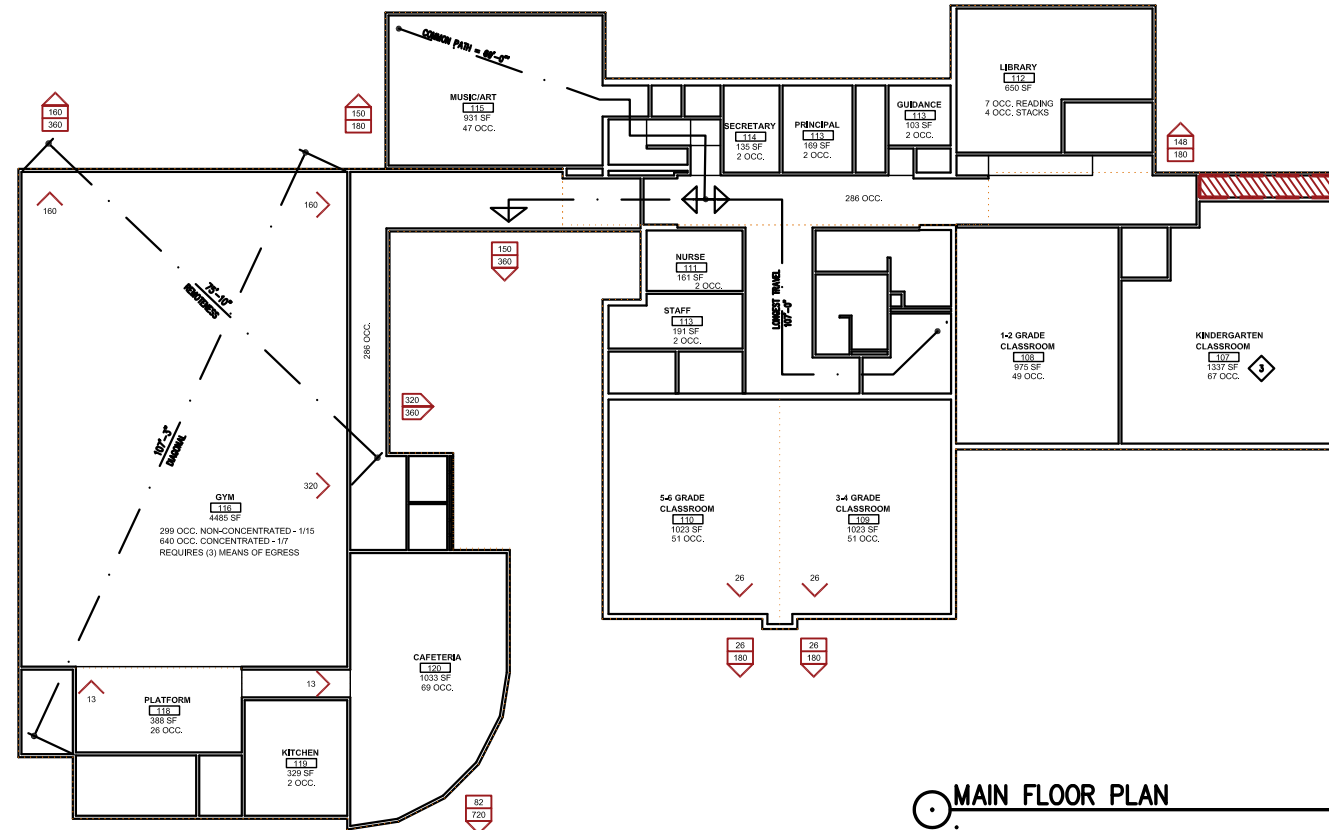 COMMON PATH = 69'-0"
LIBRARY
112
650 SF
7 OCC. READING
4 OCC. STACKS
MUSIC/ART
115
931 SF
47 OCC.
SECRETARY
114
135 SF
2 OCC.
PRINCIPAL
113
169 SF
2 OCC.
GUIDANCE
113
103 SF
2 OCC.
160
360
150
180
148
180
160
160
286 OCC.
150
360
NURSE
111
161 SF
2 OCC.
75'-10"
REMOTENESS
STAFF
113
191 SF
2 OCC.
LONGEST TRAVEL
107'-0"
286 OCC.
1-2 GRADE
CLASSROOM
108
975 SF
49 OCC.
KINDERGARTEN
CLASSROOM
107
1337 SF
67 OCC.
3
320
360
107'-3"
DIAGONAL
320
GYM
116
4485 SF
299 OCC. NON-CONCENTRATED - 1/15
640 OCC. CONCENTRATED - 1/7
REQUIRES (3) MEANS OF EGRESS
5-6 GRADE
CLASSROOM
110
1023 SF
51 OCC.
3-4 GRADE
CLASSROOM
109
1023 SF
51 OCC.
26
26
26
180
26
180
CAFETERIA
120
1033 SF
69 OCC.
13
13
PLATFORM
118
388 SF
26 OCC.
KITCHEN
119
329 SF
2 OCC.
82
720
MAIN FLOOR PLAN